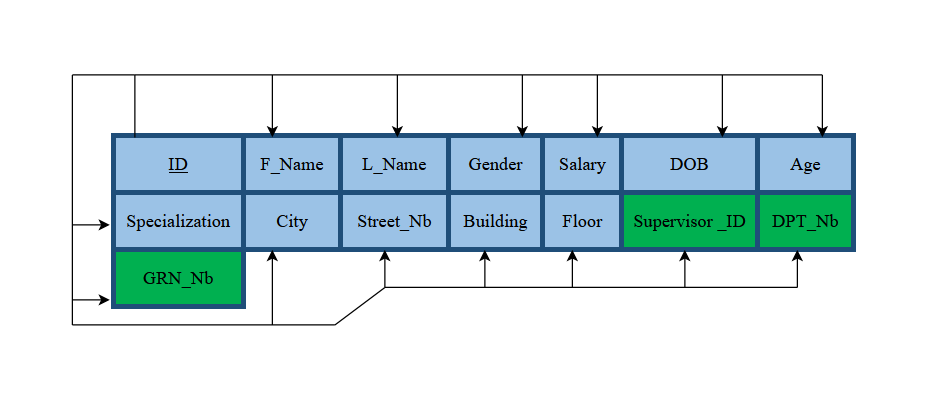 ID F_Name L_Name Gender Salary DOB Age
Specialization City Street_Nb Building Floor Supervisor _ID DPT_Nb
GRN_Nb